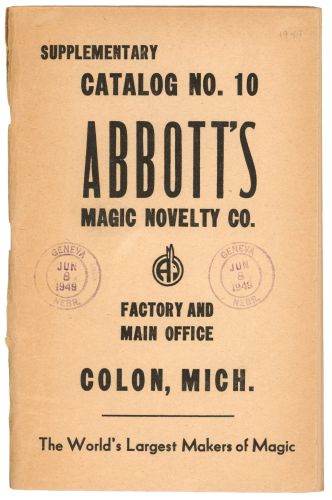 SUPPLEMENTARY
CATALOG NO. 10
ABBOTT'S
MAGIC NOVELTY CO.
GENEVA
JUN
8
1949
NEBR.
GENEVA
JUN
8
1949
NEBR.
FACTORY AND
MAIN OFFICE
COLON, MICH.
The World's Largest Makers of Magic